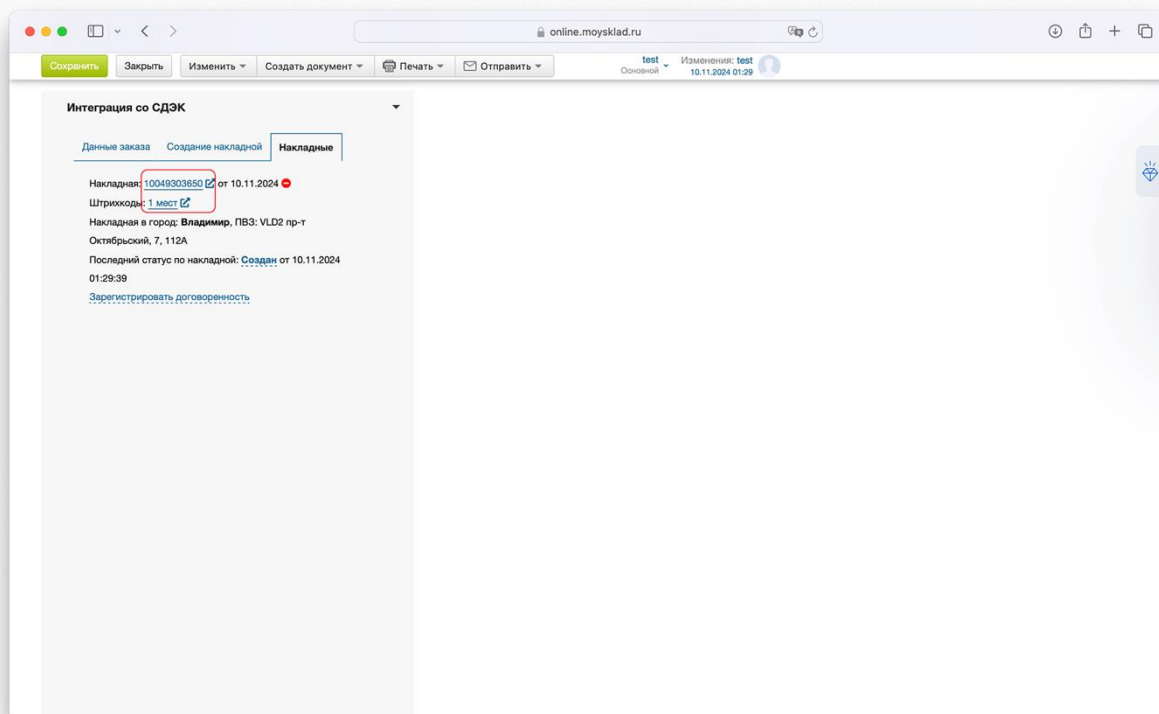 online.moysklad.ru
Сохранить Закрыть Изменить Создать документ Печать Отправить test Изменения: test
Основной 10.11.2024 01:29
Интеграция со СДЭК
Данные заказа Создание накладной Накладные
Накладная: 10049303650 от 10.11.2024
Штрихкоды: 1 мест
Накладная в город: Владимир, ПВЗ: VLD2 пр-т
Октябрьский, 7, 112А
Последний статус по накладной: Создан от 10.11.2024
01:29:39
Зарегистрировать договоренность